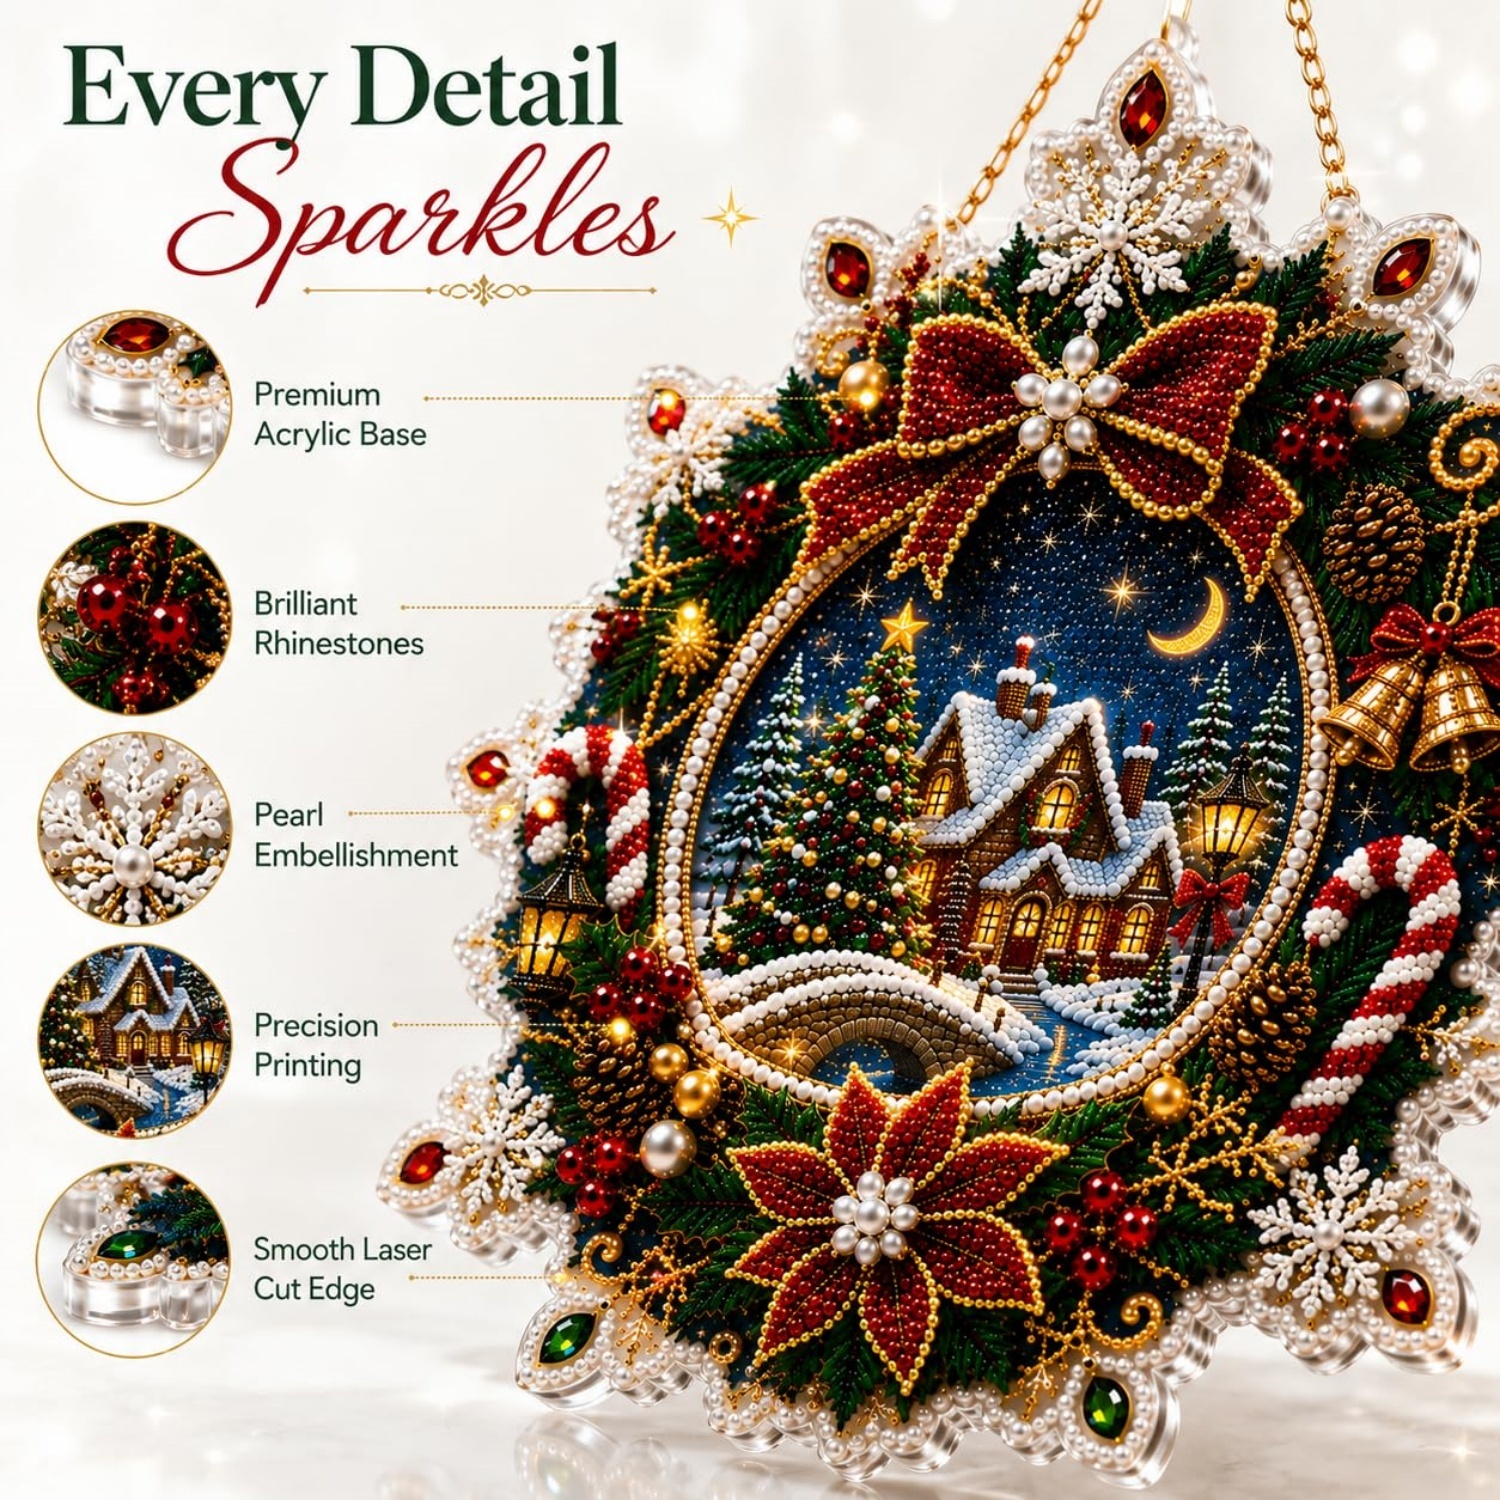 Every Detail
Sparkles
Premium
Acrylic Base
Brilliant
Rhinestones
Pearl
Embellishment
Precision
Printing
Smooth Laser
Cut Edge